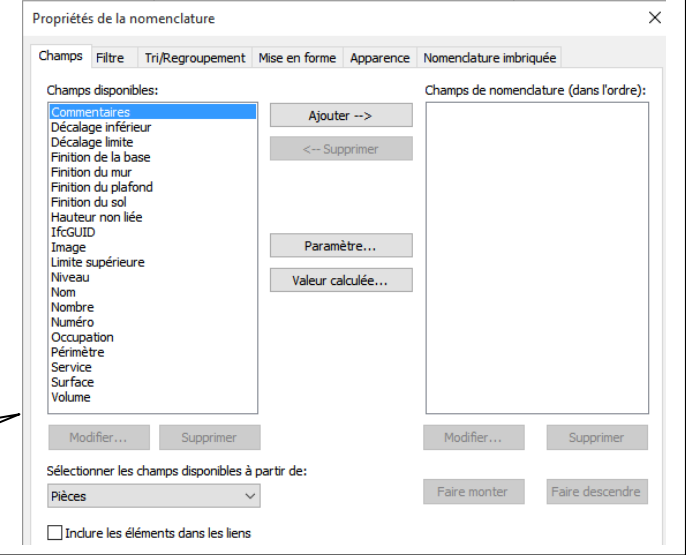 Propriétés de la nomenclature
Champs Filtre Tri/Regroupement Mise en forme Apparence Nomenclature imbriquée
Champs disponibles:
Commentaires
Décalage inférieur
Décalage limite
Finition de la base
Finition du mur
Finition du plafond
Finition du sol
Hauteur non liée
IfcGUID
Image
Limite supérieure
Niveau
Nom
Nombre
Numéro
Occupation
Périmètre
Service
Surface
Volume
Modifier... Supprimer
Sélectionner les champs disponibles à partir de:
Pièces
Inclure les éléments dans les liens
Ajouter -->
<-- Supprimer
Paramètre...
Valeur calculée...
Champs de nomenclature (dans l'ordre):
Modifier... Supprimer
Faire monter Faire descendre